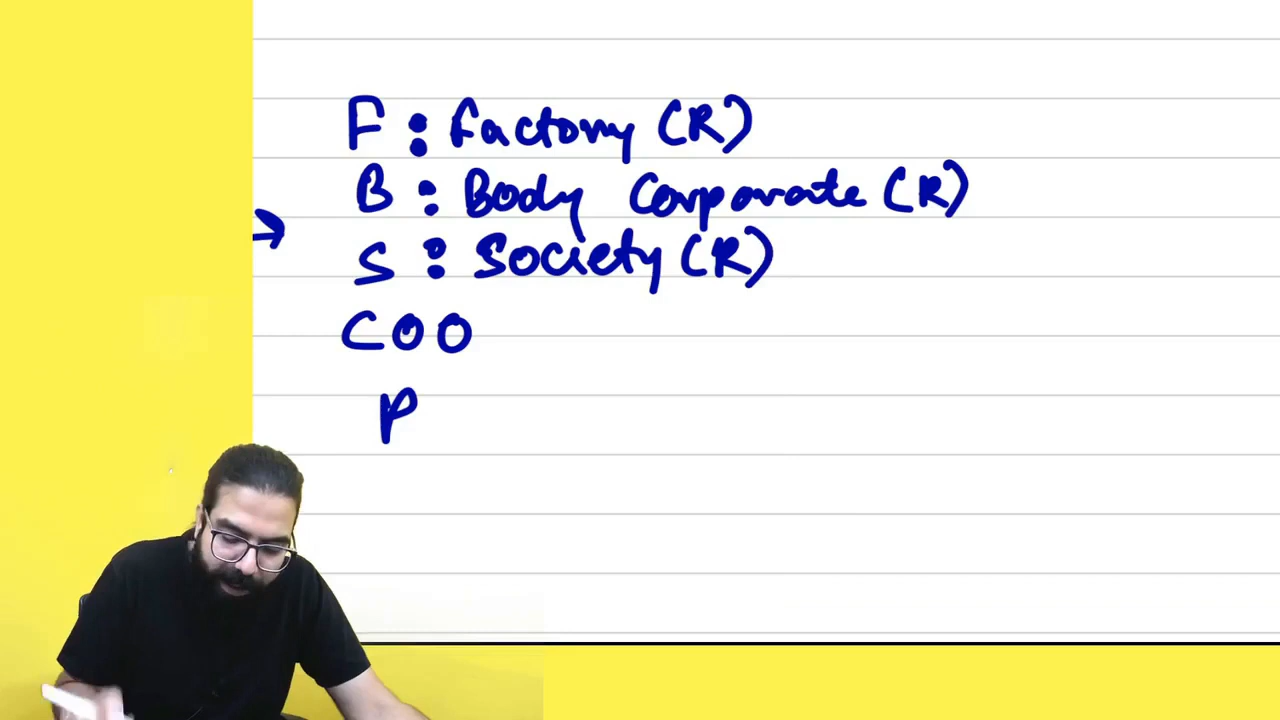 F : Factory (R)
B : Body Corporate (R)
→ S : Society (R)
COO
P